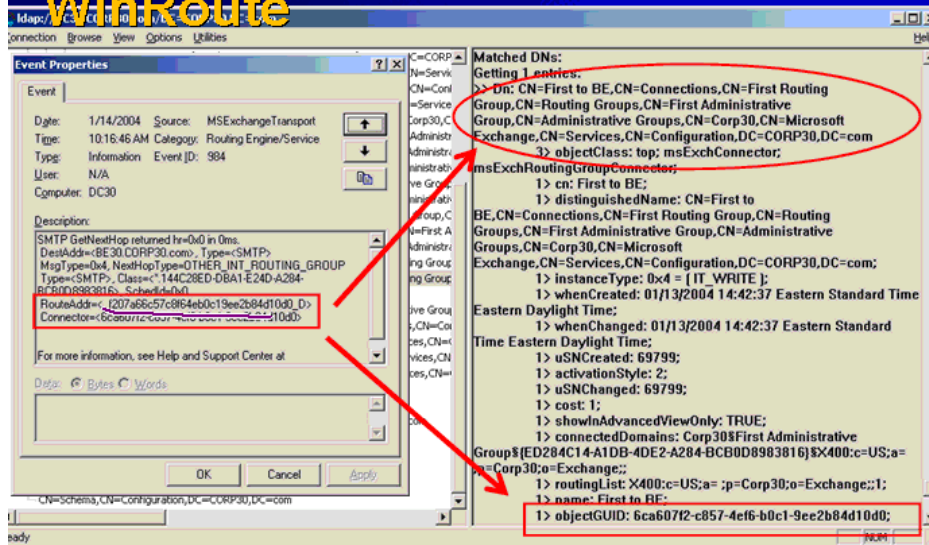 WinRoute
Connection Browse View Options Utilities
Event Properties
Event
Date: 1/14/2004 Source: MSExchangeTransport
Time: 10:16:46 AM Category: Routing Engine/Service
Type: Information Event ID: 984
User: N/A
Computer: DC30
Description:
SMTP GetNextHop returned hr=0x0 in 0ms.
DestAddr=<BE30.CORP30.com>, Type=<SMTP>
MsgType=0x4, NextHopType=OTHER_INT_ROUTING_GROUP
Type=<SMTP>, Class=<".144C28ED-DBA1-E24D-A284-
For more information, see Help and Support Center at
Data: Bytes Words
OK Cancel Apply
CN=Schema,CN=Configuration,DC=CORP30,DC=com
Matched DNs:
Getting 1 entries:
>> Dn: CN=First to BE,CN=Connections,CN=First Routing
Group,CN=Routing Groups,CN=First Administrative
Group,CN=Administrative Groups,CN=Corp30,CN=Microsoft
Exchange,CN=Services,CN=Configuration,DC=CORP30,DC=com
3> objectClass: top; msExchConnector;
msExchRoutingGroupConnector;
1> cn: First to BE;
1> distinguishedName: CN=First to
BE,CN=Connections,CN=First Routing Group,CN=Routing
Groups,CN=First Administrative Group,CN=Administrative
Groups,CN=Corp30,CN=Microsoft
Exchange,CN=Services,CN=Configuration,DC=CORP30,DC=com;
1> instanceType: 0x4 = [ IT_WRITE ];
1> whenCreated: 01/13/2004 14:42:37 Eastern Standard Time
Eastern Daylight Time;
1> whenChanged: 01/13/2004 14:42:37 Eastern Standard
Time Eastern Daylight Time;
1> uSNCreated: 69799;
1> activationStyle: 2;
1> uSNChanged: 69799;
1> cost: 1;
1> showInAdvancedViewOnly: TRUE;
1> connectedDomains: Corp30$First Administrative
Group${ED284C14-A1DB-4DE2-A284-BCB0D8983816}$X400:c=US;a=
;p=Corp30;o=Exchange;;
1> routingList: X400:c=US;a= ;p=Corp30;o=Exchange;;1;
1> name: First to BE;
1> objectGUID: 6ca607f2-c857-4ef6-b0c1-9ee2b84d10d0;
NUM